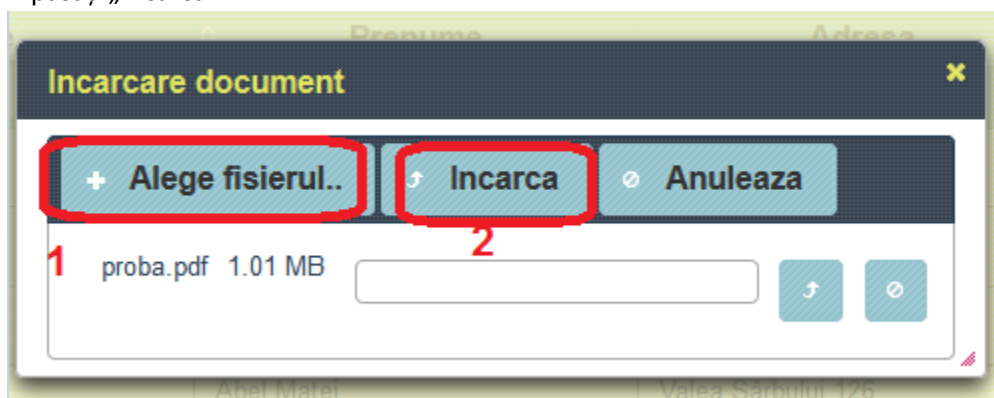 Prenume Adresa
Incarcare document
Alege fisierul.. Incarca Anuleaza
1 2
proba.pdf 1.01 MB
Abel Matei Valea Sârbului 126